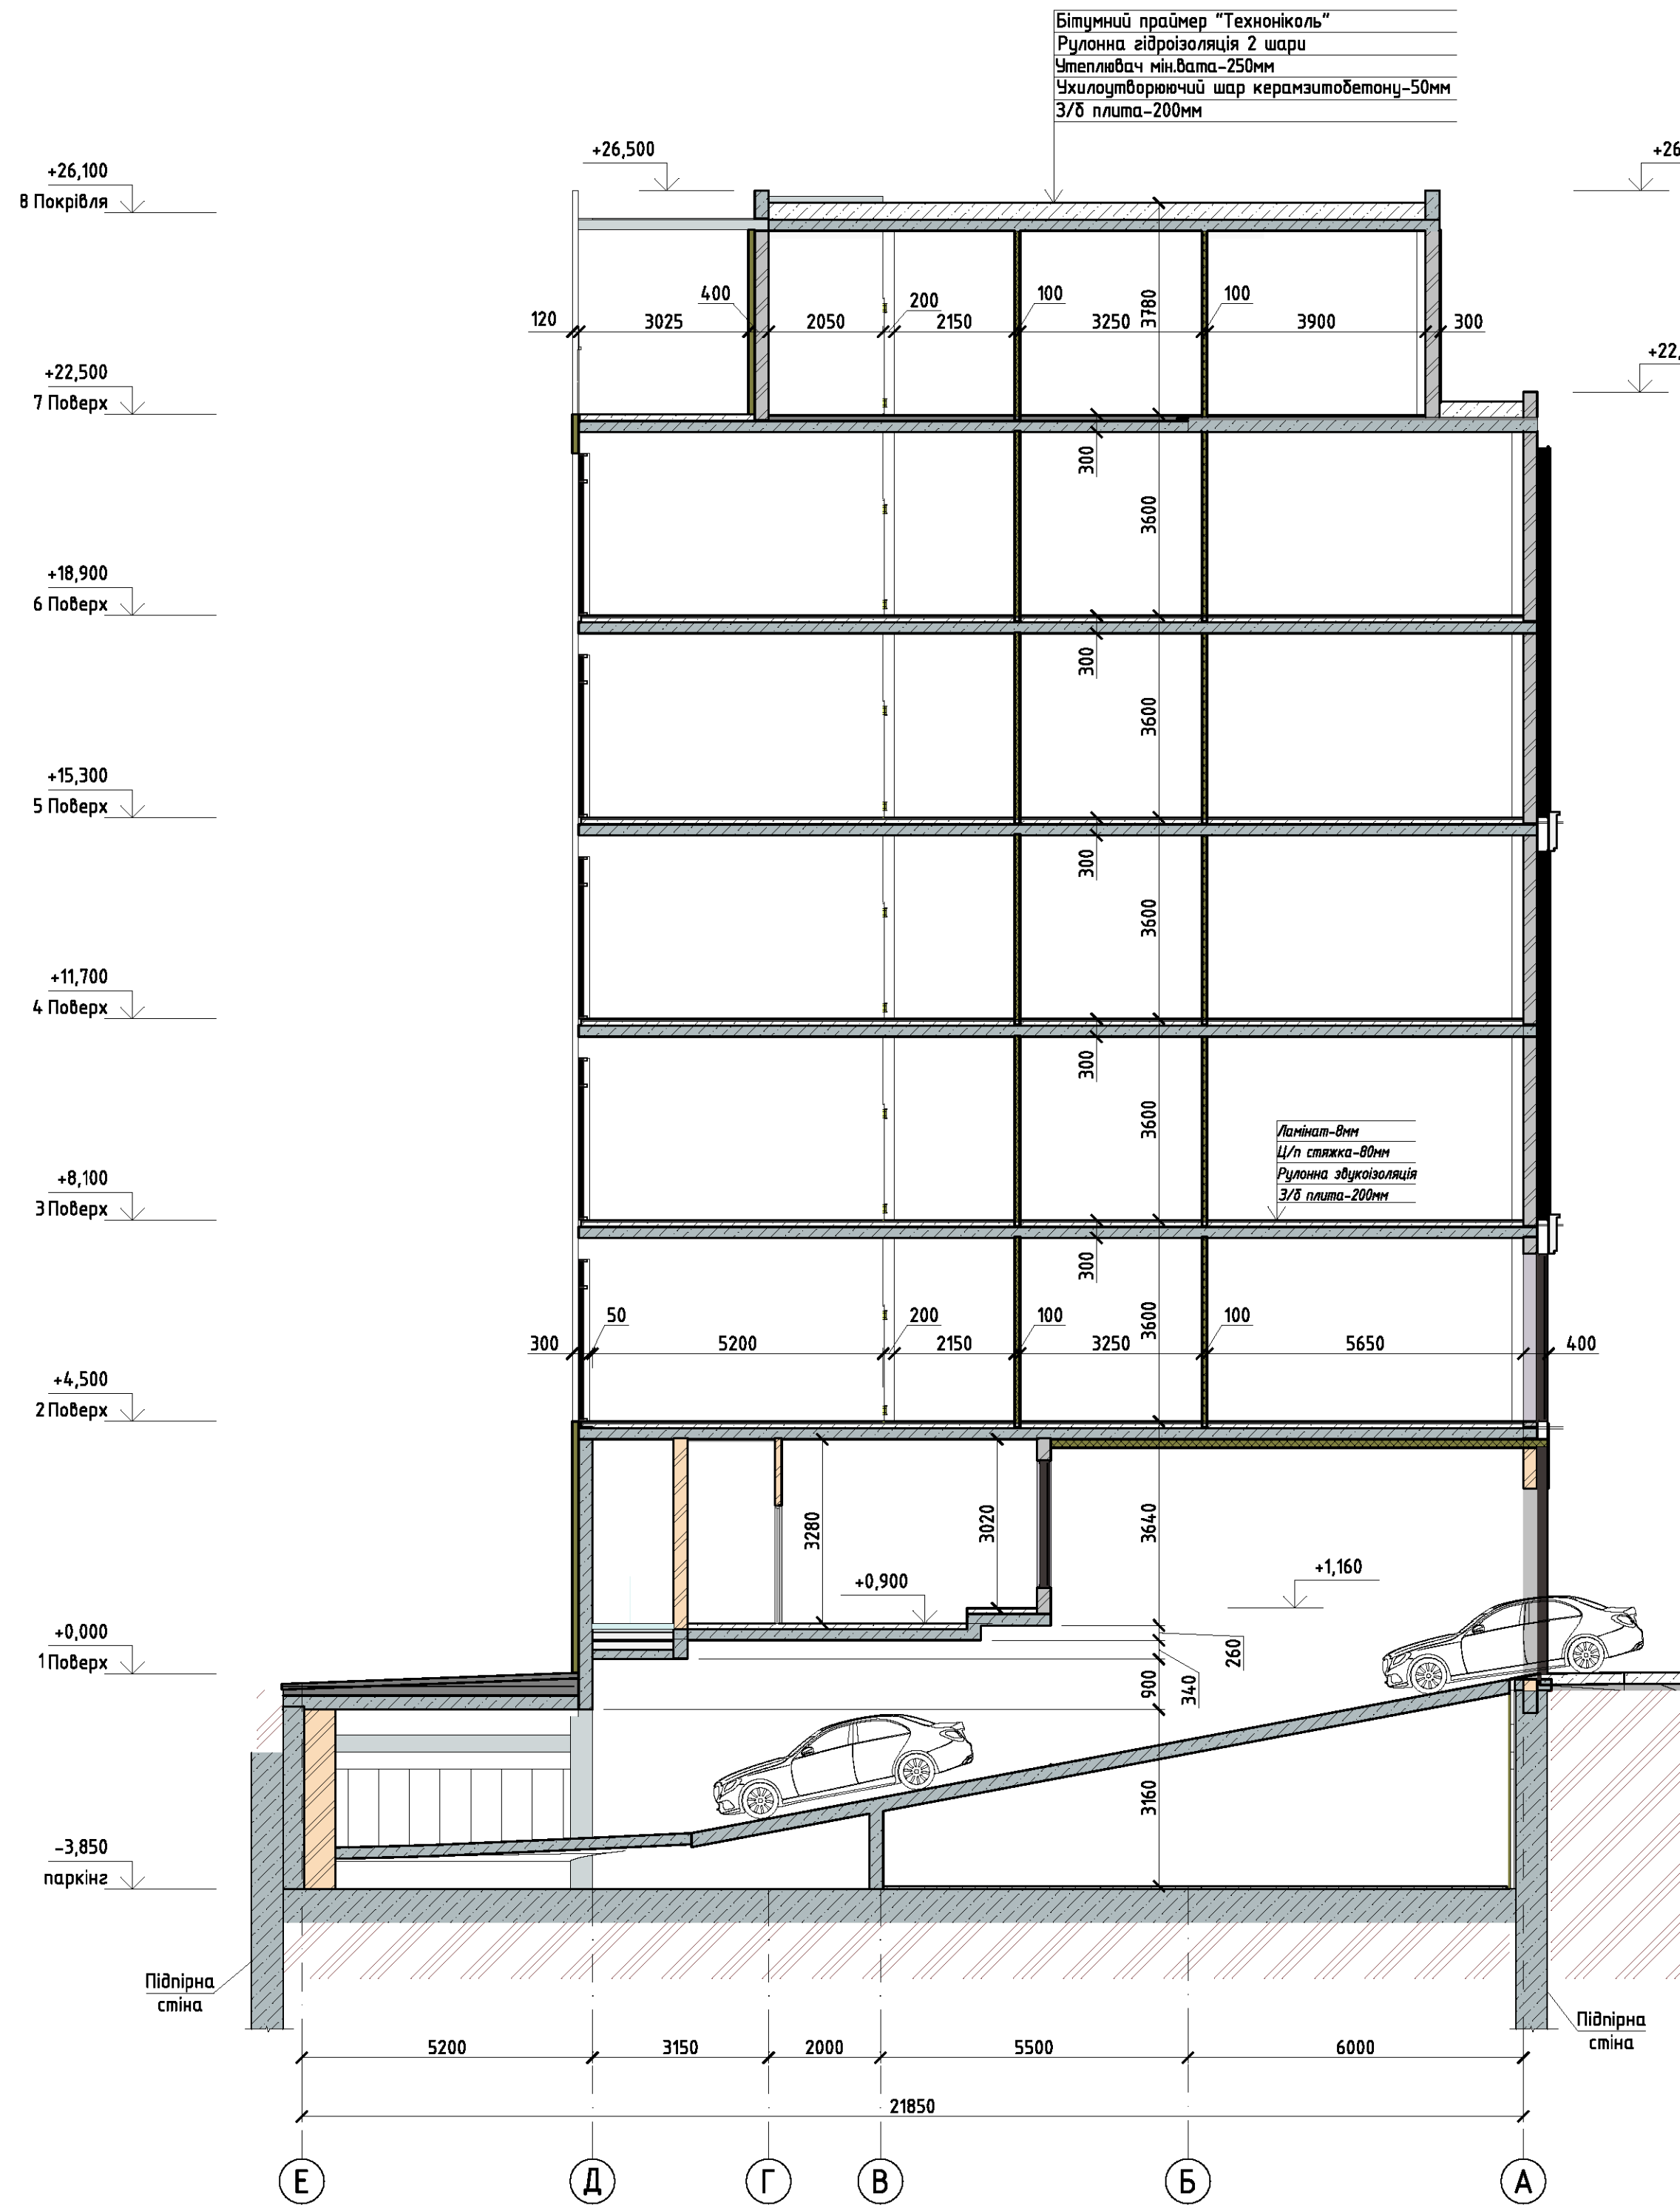 Бітумний праймер "Техноніколь"
Рулонна гідроізоляція 2 шари
Утеплювач мін.вата-250мм
Ухилоутворюючий шар керамзитобетону-50мм
З/б плита-200мм
+26,500
+26
+26,100
8 Покрівля
400
200
100
3780
100
120
3025
2050
2150
3250
3900
300
+22,
+22,500
7 Поверх
300
3600
+18,900
6 Поверх
300
3600
+15,300
5 Поверх
300
3600
+11,700
4 Поверх
300
3600
Ламінат-8мм
Ц/п стяжка-80мм
Рулонна звукоізоляція
З/б плита-200мм
+8,100
3 Поверх
300
3600
50
200
100
100
300
5200
2150
3250
5650
400
+4,500
2 Поверх
3280
3020
3640
+0,900
+1,160
+0,000
1 Поверх
260
340
900
3160
-3,850
паркінг
Підпірна
стіна
Підпірна
стіна
5200
3150
2000
5500
6000
21850
Е
Д
Г
В
Б
А